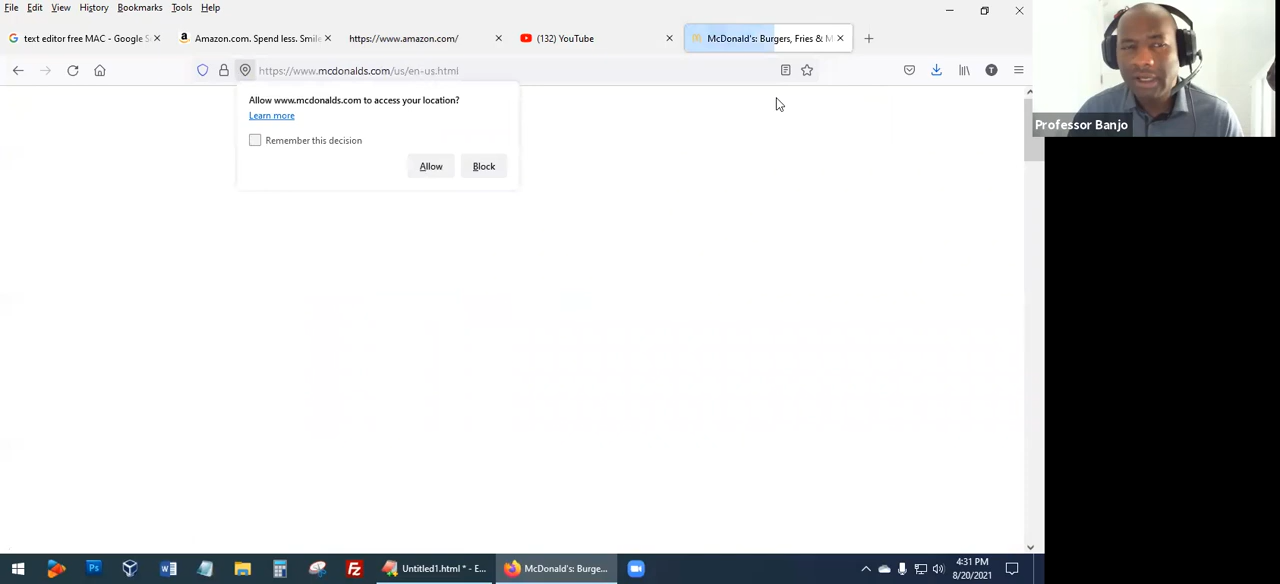 File Edit View History Bookmarks Tools Help
text editor free MAC - Google S
Amazon.com. Spend less. Smile
https://www.amazon.com/
(132) YouTube
McDonald's: Burgers, Fries & M
https://www.mcdonalds.com/us/en-us.html
T
Allow www.mcdonalds.com to access your location?
Learn more
Remember this decision
Allow
Block
Professor Banjo
Ps
W
Fz
Untitled1.html * - E...
McDonald's: Burge...
4:31 PM
8/20/2021